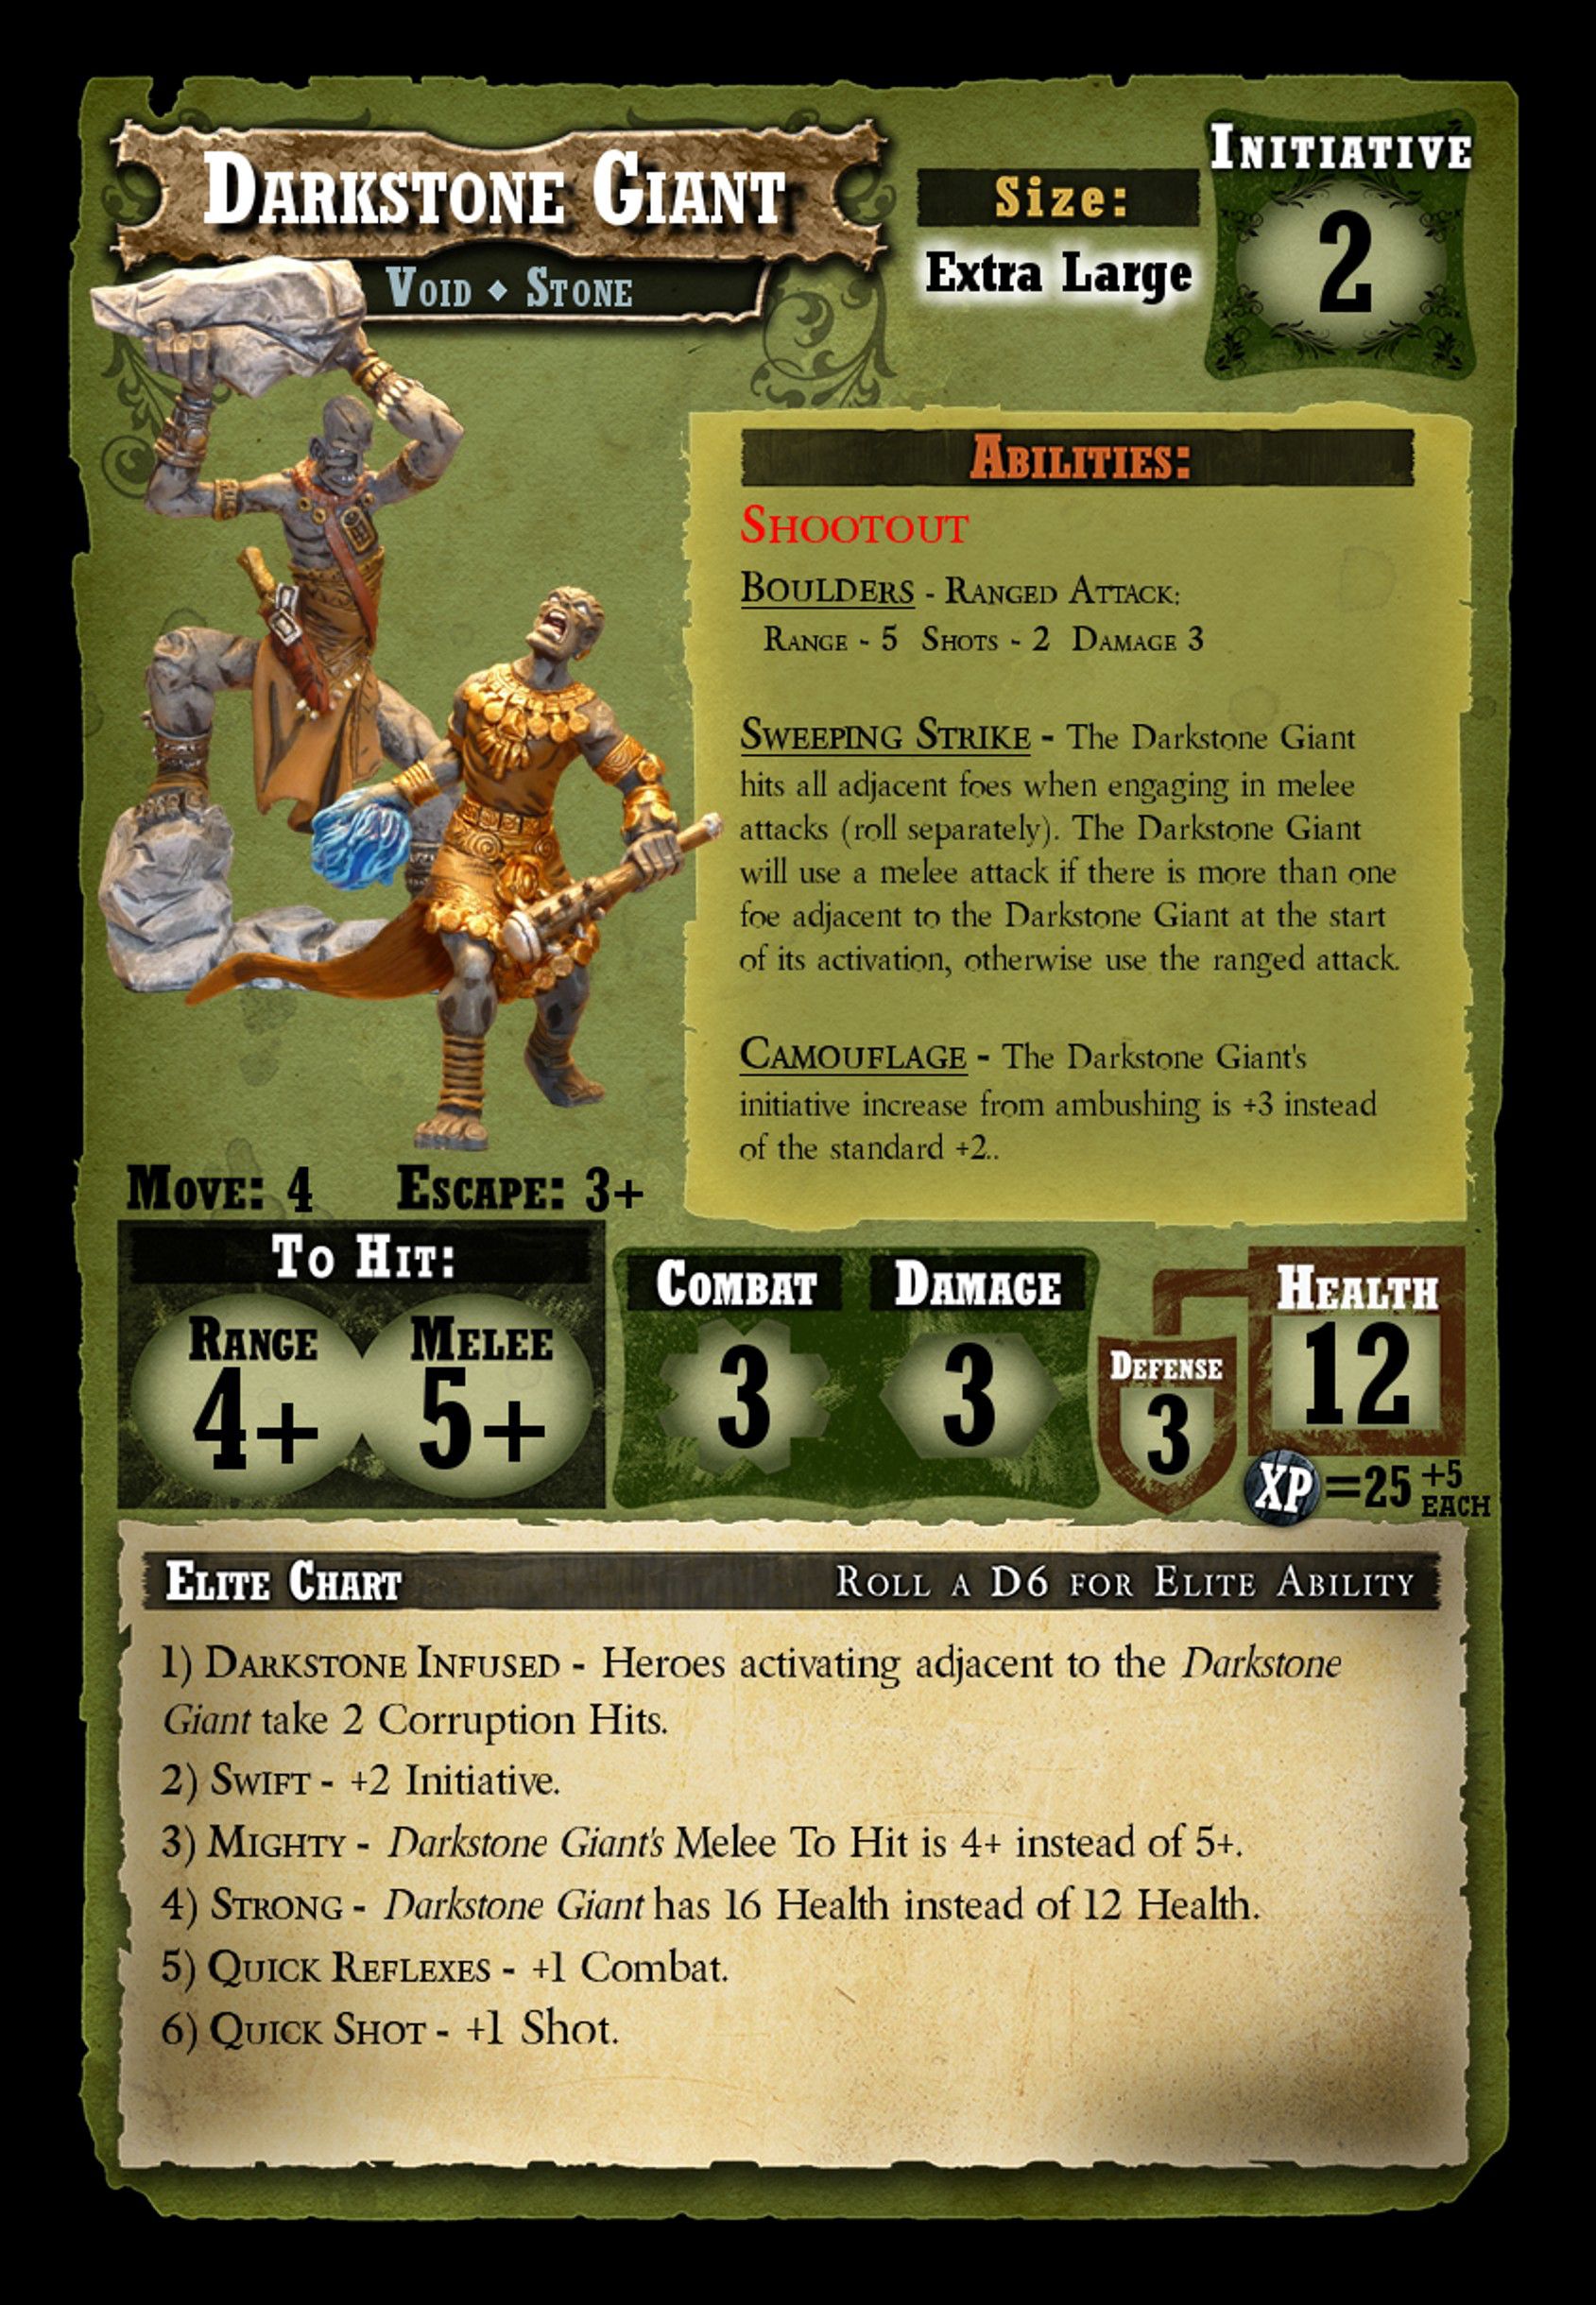 Darkstone Giant
Void ◆ Stone
Size:
Extra Large
Initiative
2
Abilities:
Shootout
Boulders - Ranged Attack:
Range - 5 Shots - 2 Damage 3
Sweeping Strike - The Darkstone Giant
hits all adjacent foes when engaging in melee
attacks (roll separately). The Darkstone Giant
will use a melee attack if there is more than one
foe adjacent to the Darkstone Giant at the start
of its activation, otherwise use the ranged attack.
Camouflage - The Darkstone Giant's
initiative increase from ambushing is +3 instead
of the standard +2..
Move: 4 Escape: 3+
To Hit:
Range Melee
4+ 5+
Combat Damage
3 3
Defense
3
Health
12
XP =25 +5
EACH
Elite Chart Roll a D6 for Elite Ability
1) Darkstone Infused - Heroes activating adjacent to the Darkstone
Giant take 2 Corruption Hits.
2) Swift - +2 Initiative.
3) Mighty - Darkstone Giant's Melee To Hit is 4+ instead of 5+.
4) Strong - Darkstone Giant has 16 Health instead of 12 Health.
5) Quick Reflexes - +1 Combat.
6) Quick Shot - +1 Shot.